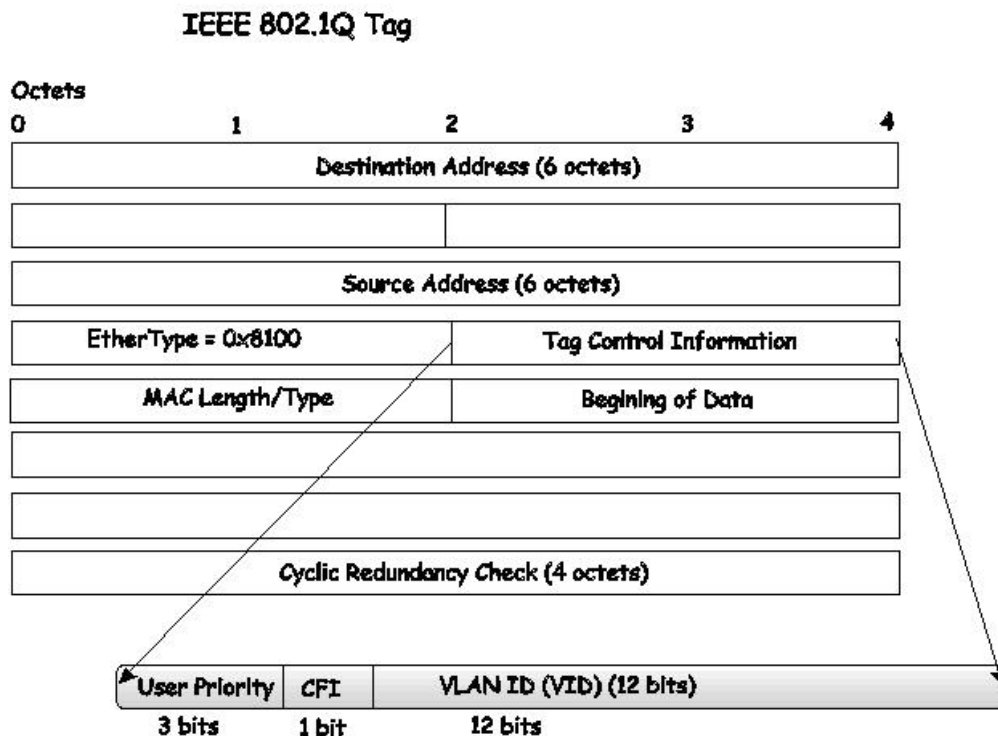 IEEE 802.1Q Tag
Octets
0 1 2 3 4
Destination Address (6 octets)
Source Address (6 octets)
EtherType = 0x8100 Tag Control Information
MAC Length/Type Begining of Data
Cyclic Redundancy Check (4 octets)
User Priority CFI VLAN ID (VID) (12 bits)
3 bits 1 bit 12 bits